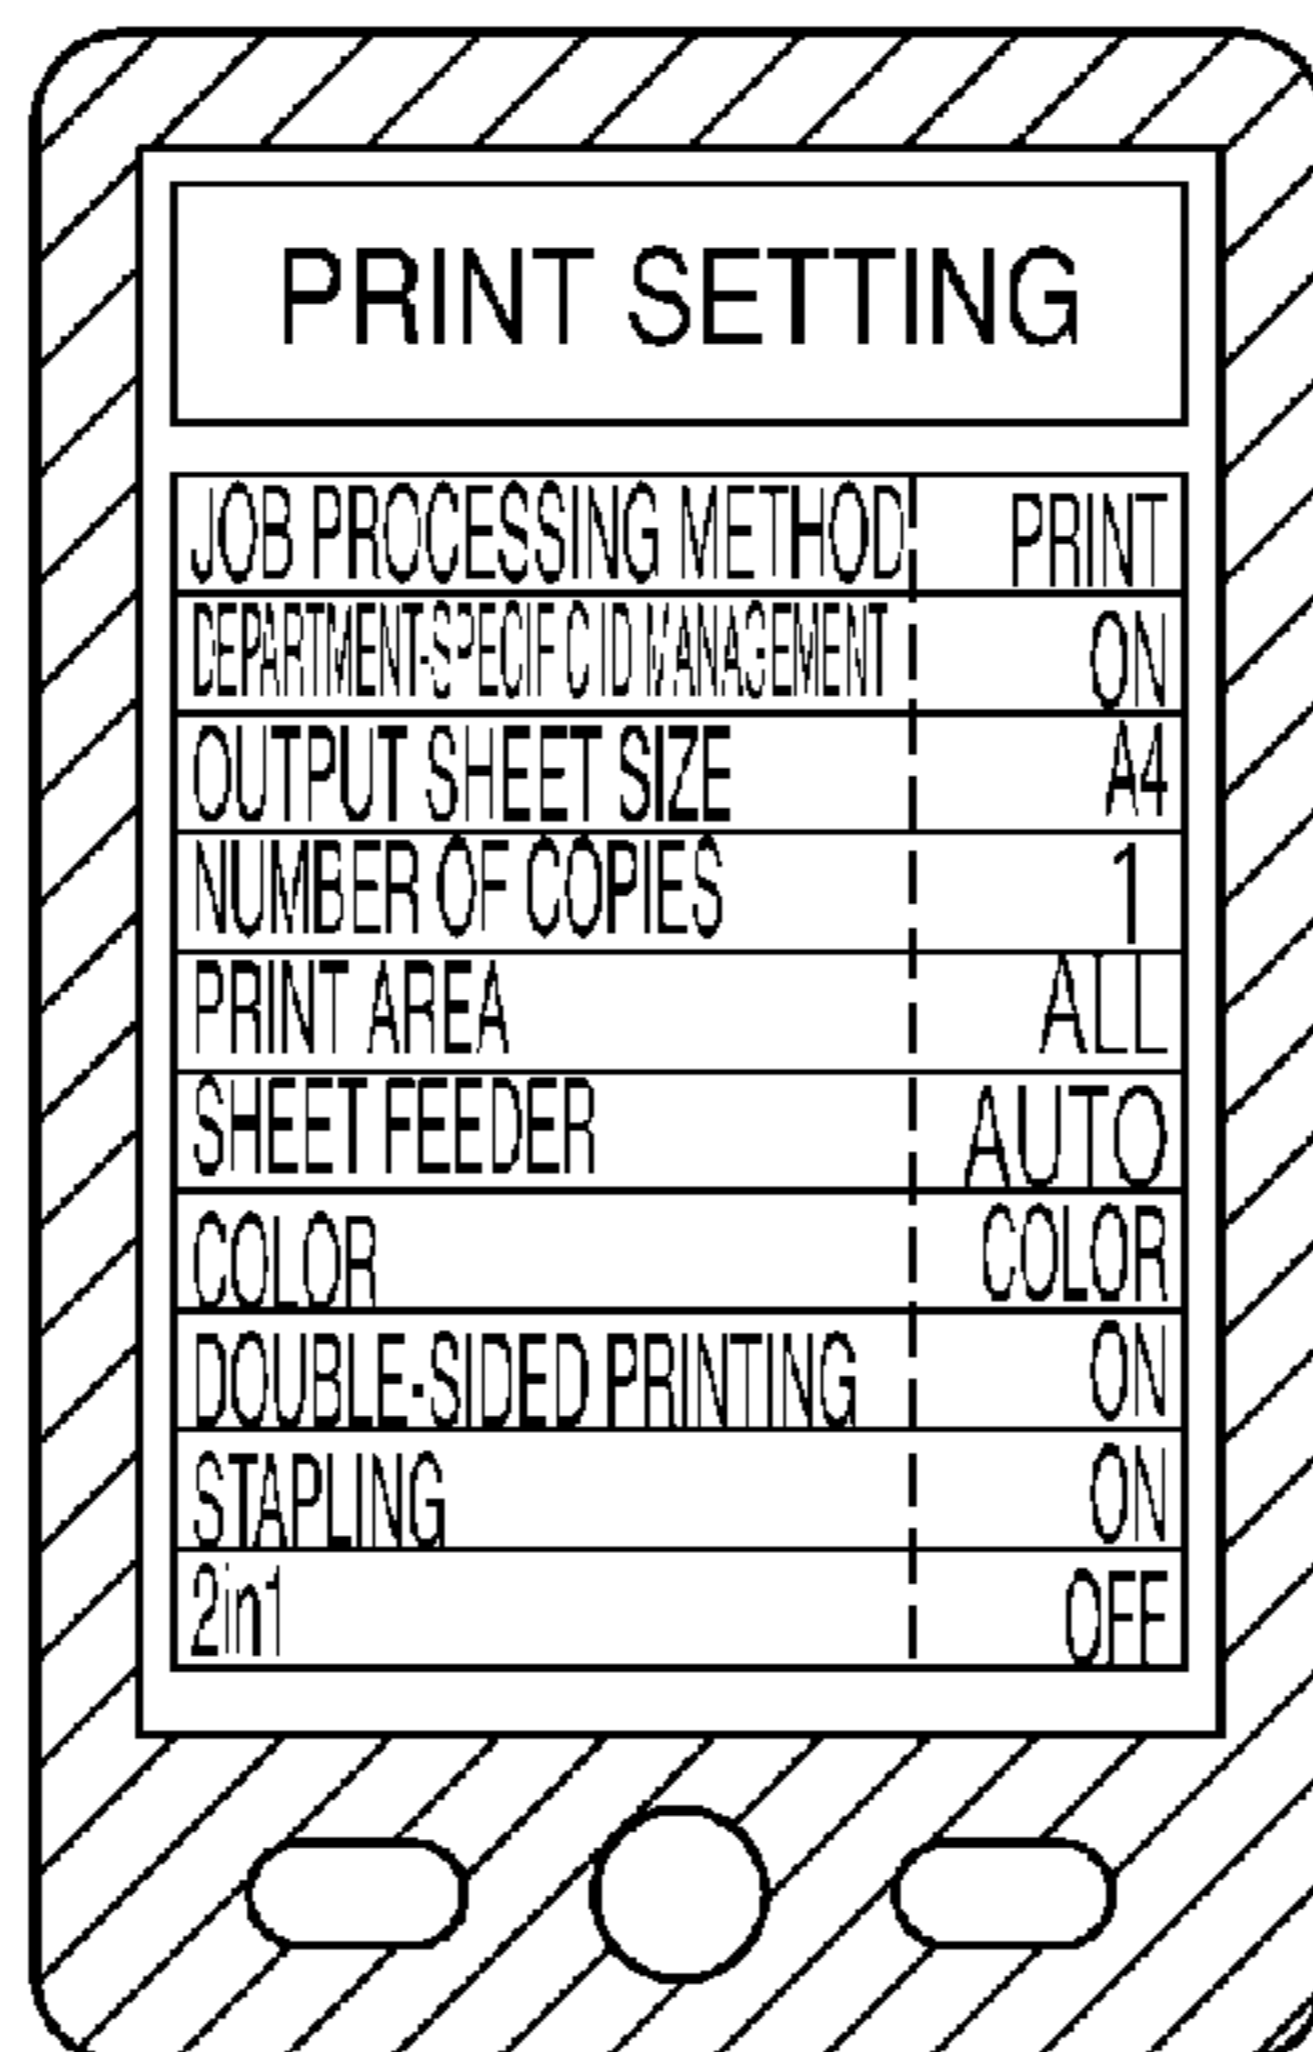 PRINT SETTING
JOB PROCESSING METHOD PRINT
DEPARTMENT-SPECIFIC ID MANAGEMENT ON
OUTPUT SHEET SIZE A4
NUMBER OF COPIES 1
PRINT AREA ALL
SHEET FEEDER AUTO
COLOR COLOR
DOUBLE-SIDED PRINTING ON
STAPLING ON
2in1 OFF